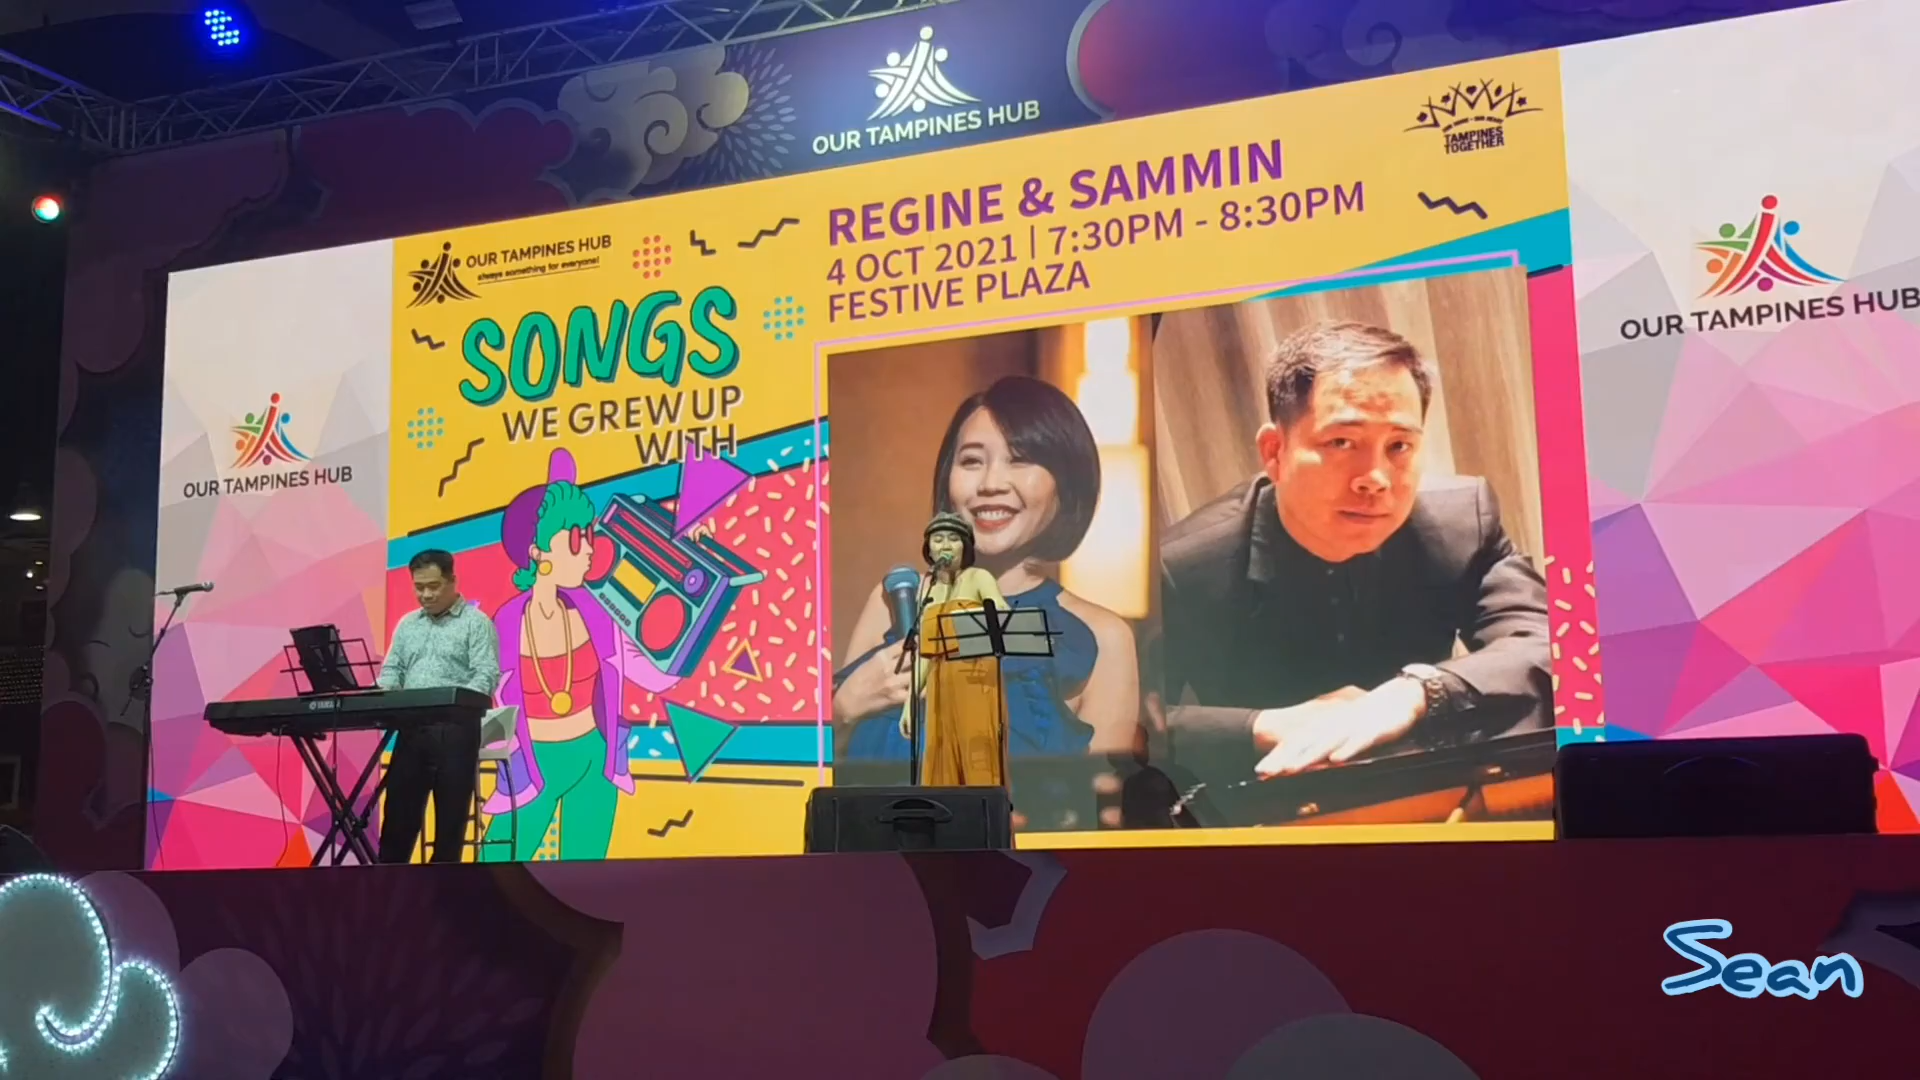 OUR TAMPINES HUB
TAMPINES
TOGETHER
REGINE & SAMMIN
4 OCT 2021 | 7:30PM - 8:30PM
FESTIVE PLAZA
OUR TAMPINES HUB
always something for everyone!
SONGS
WE GREW UP
WITH
OUR TAMPINES HUB
OUR TAMPINES HUB
YAMAHA
Sean